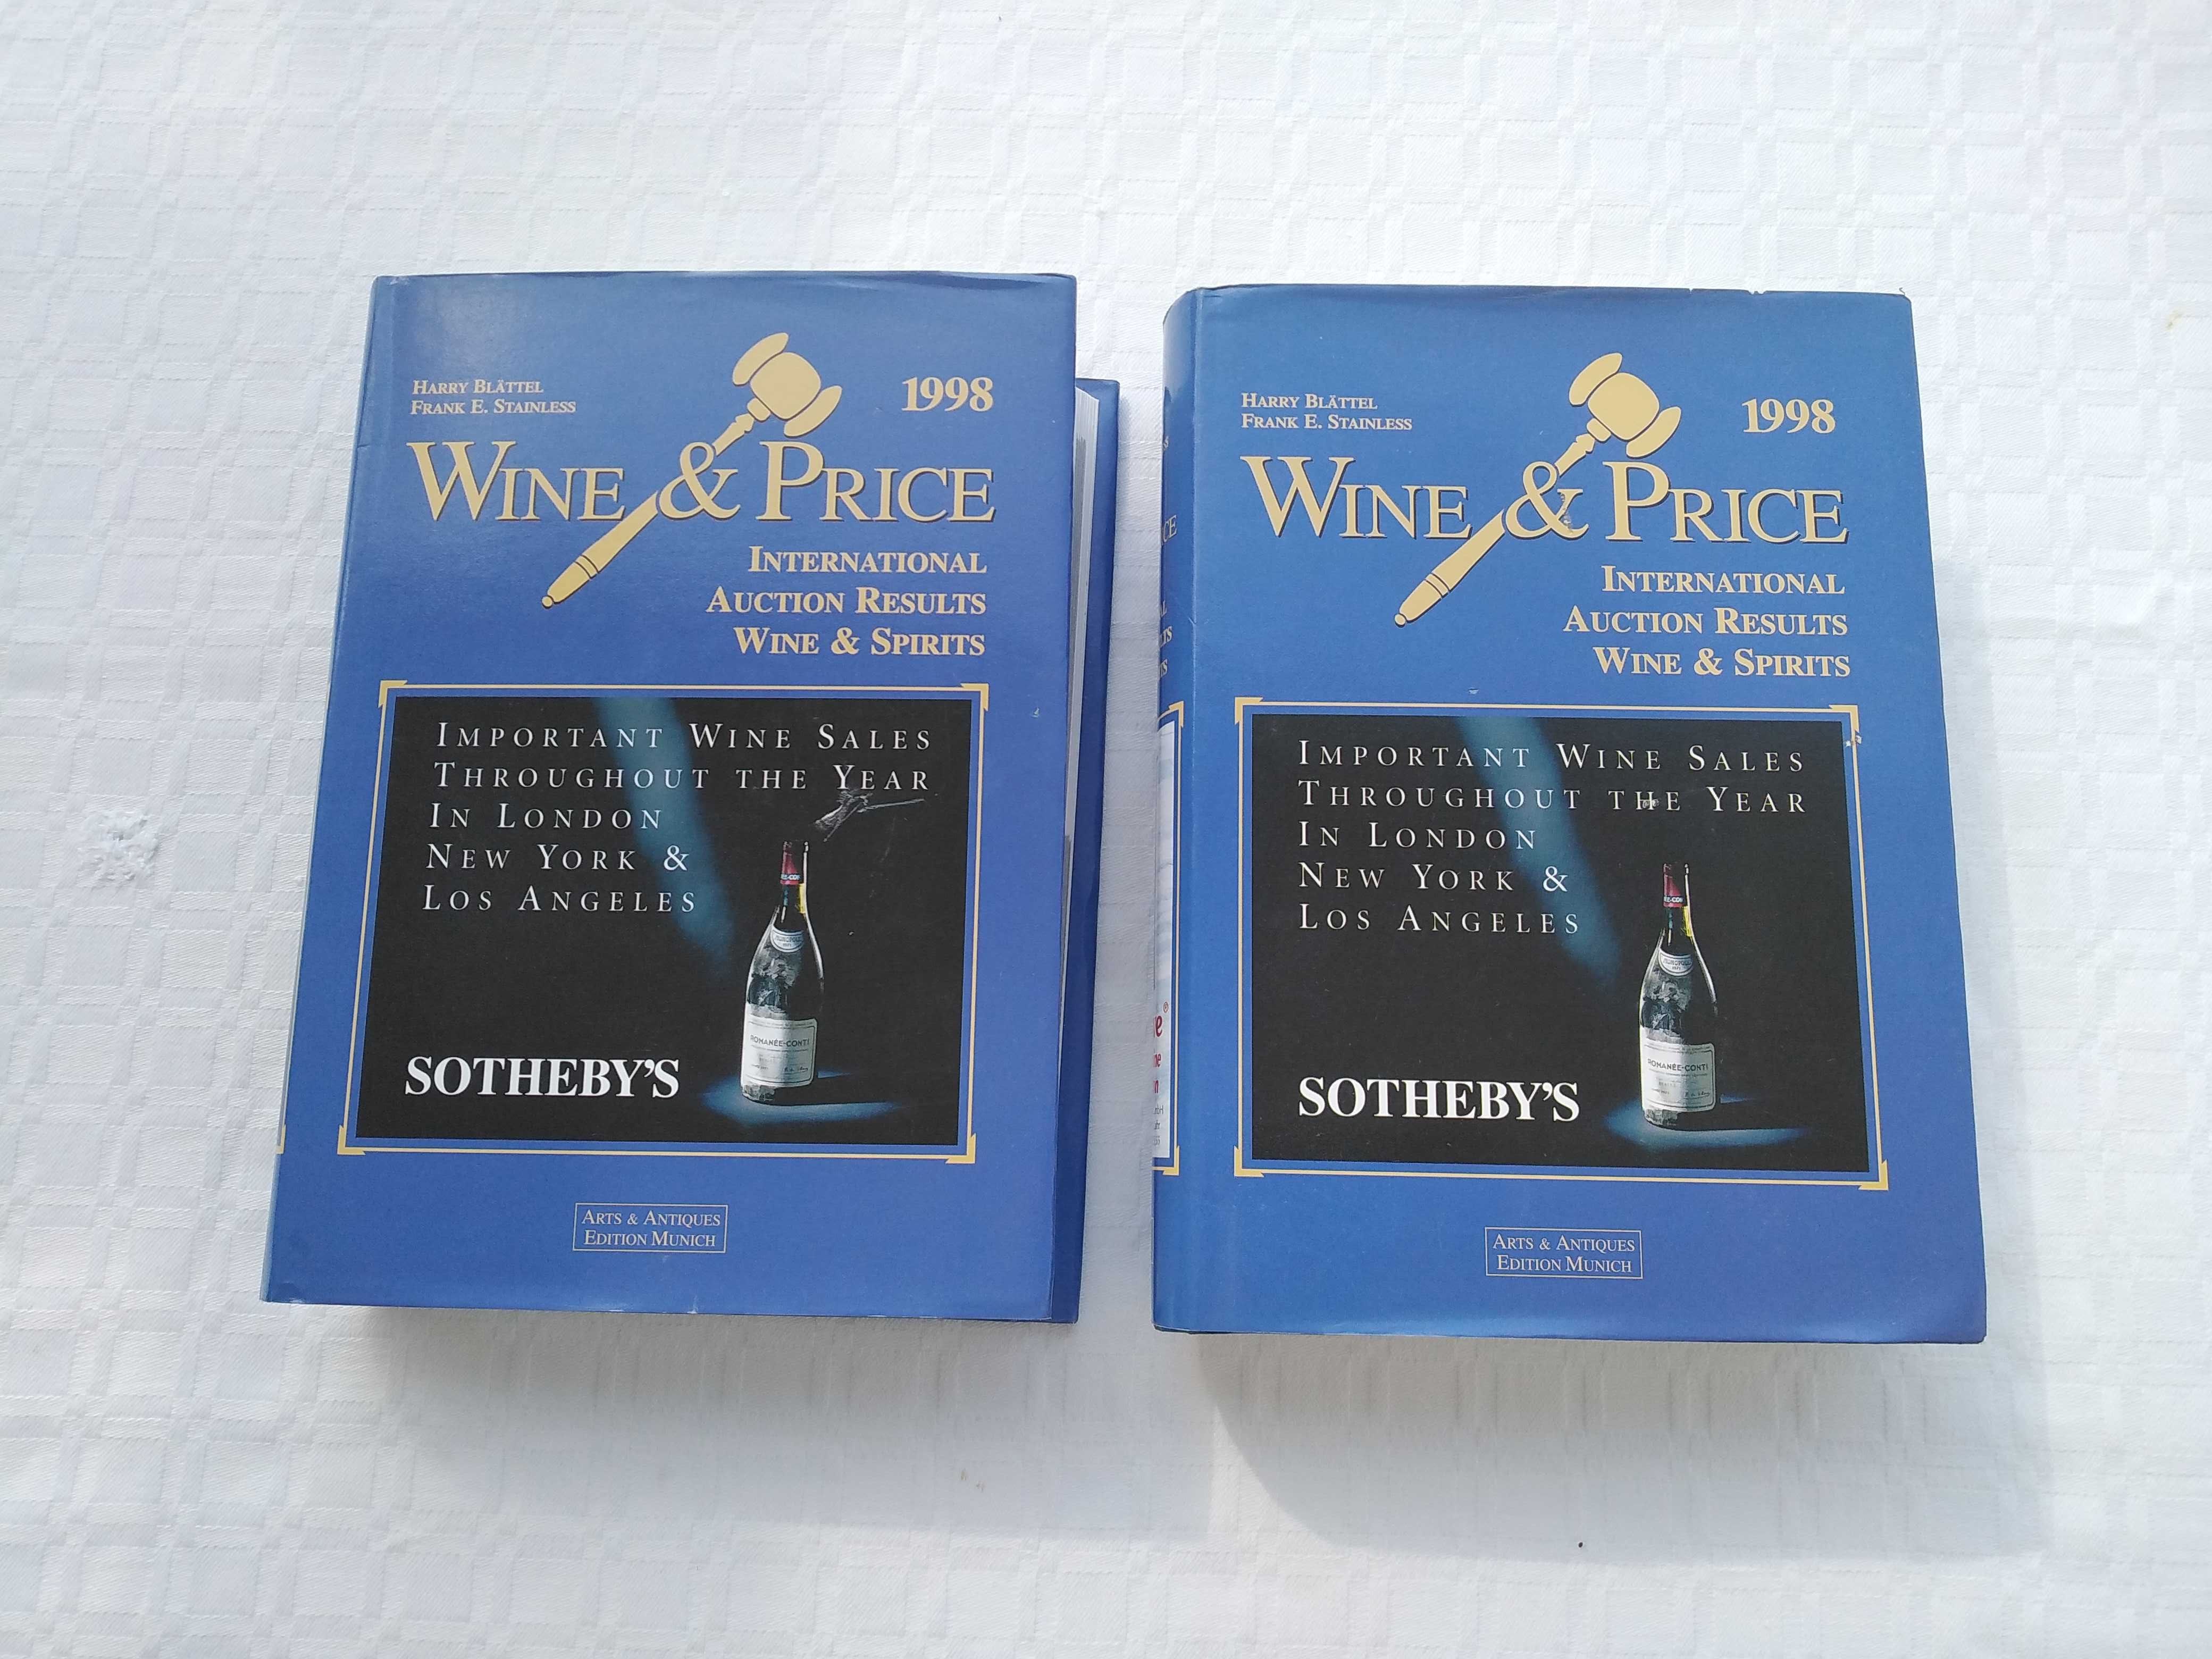 HARRY BLÄTTEL
FRANK E. STAINLESS
1998
WINE & PRICE
INTERNATIONAL
AUCTION RESULTS
WINE & SPIRITS
IMPORTANT WINE SALES
THROUGHOUT THE YEAR
IN LONDON
NEW YORK &
LOS ANGELES
ROMANÉE-CONTI
SOTHEBY'S
ARTS & ANTIQUES
EDITION MUNICH
HARRY BLÄTTEL
FRANK E. STAINLESS
1998
WINE & PRICE
INTERNATIONAL
AUCTION RESULTS
WINE & SPIRITS
IMPORTANT WINE SALES
THROUGHOUT THE YEAR
IN LONDON
NEW YORK &
LOS ANGELES
ROMANÉE-CONTI
SOTHEBY'S
ARTS & ANTIQUES
EDITION MUNICH